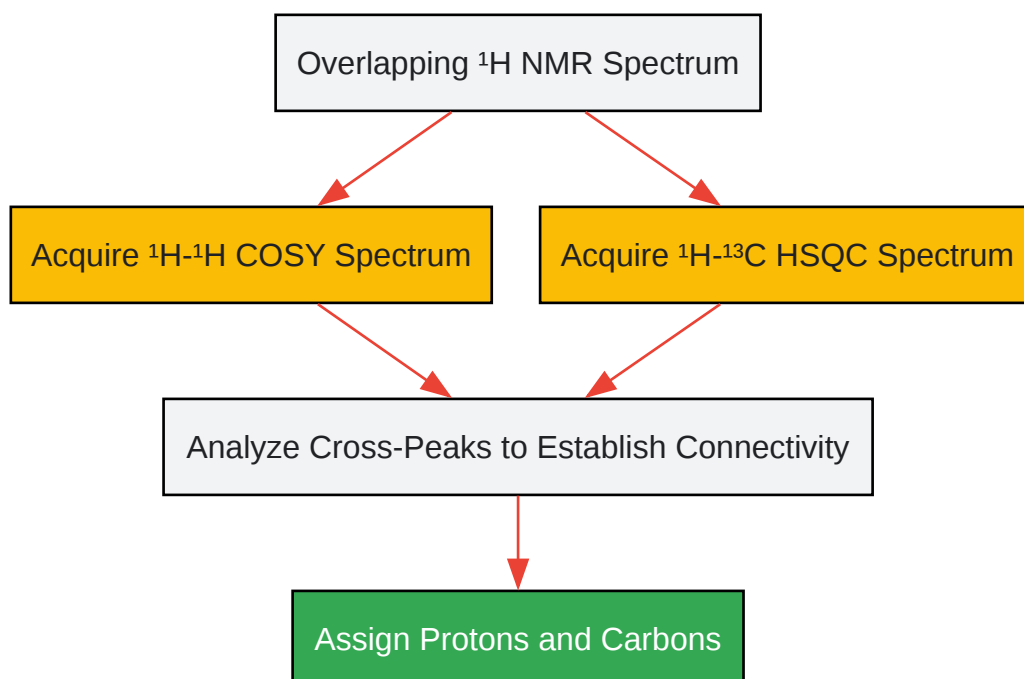 Overlapping ¹H NMR Spectrum
Acquire ¹H-¹H COSY Spectrum
Acquire ¹H-¹³C HSQC Spectrum
Analyze Cross-Peaks to Establish Connectivity
Assign Protons and Carbons